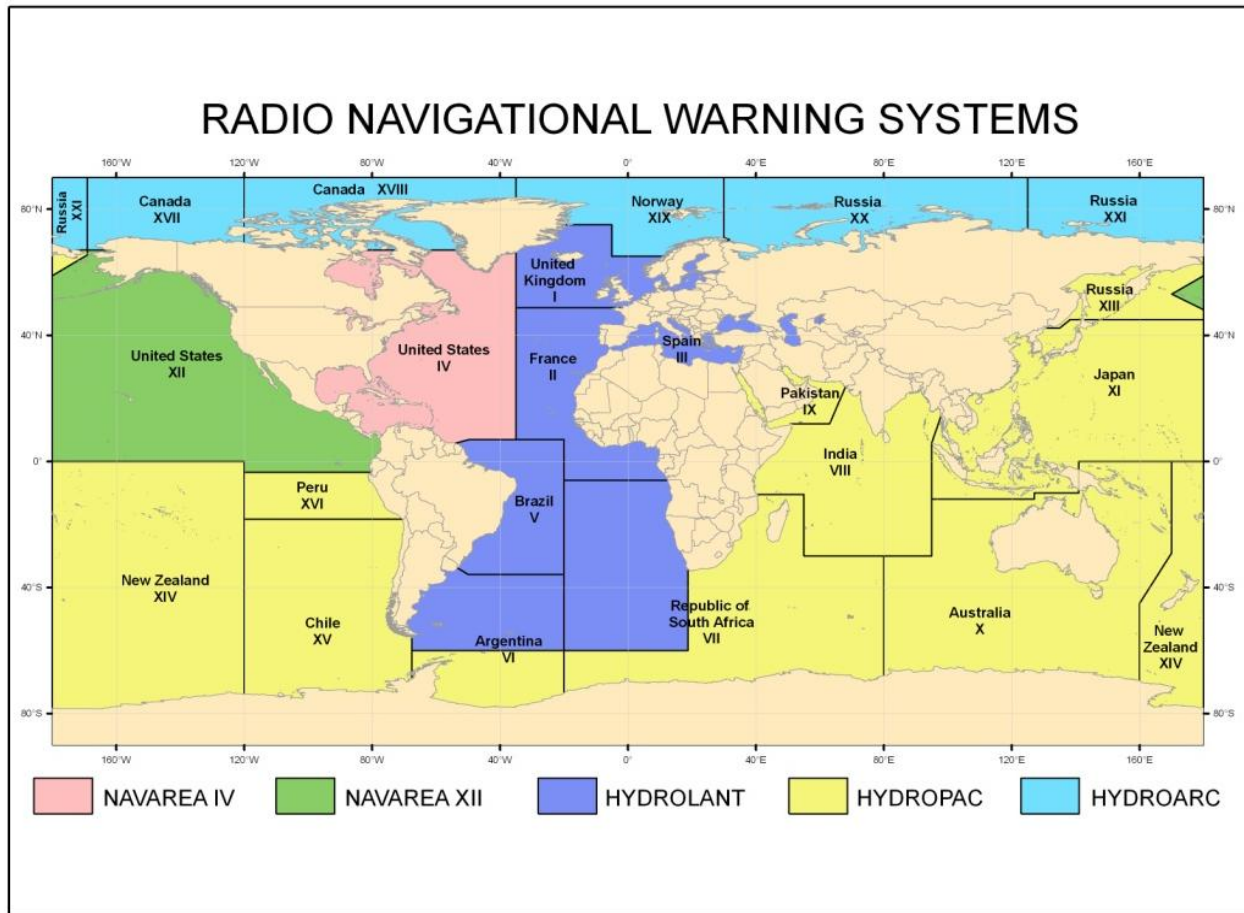 RADIO NAVIGATIONAL WARNING SYSTEMS
160°W 120°W 80°W 40°W 0° 40°E 80°E 120°E 160°E
80°N
Russia
XXI
Canada
XVII
Canada XVIII
Norway
XIX
Russia
XX
Russia
XXI
80°N
United
Kingdom
I
Russia
XIII
40°N
United States
XII
United States
IV
France
II
Spain
III
Pakistan
IX
Japan
XI
40°N
India
VIII
0°
0°
Peru
XVI
Brazil
V
New Zealand
XIV
Chile
XV
Argentina
VI
Republic of
South Africa
VII
Australia
X
New
Zealand
XIV
40°S
40°S
80°S
80°S
160°W 120°W 80°W 40°W 0° 40°E 80°E 120°E 160°E
NAVAREA IV NAVAREA XII HYDROLANT HYDROPAC HYDROARC